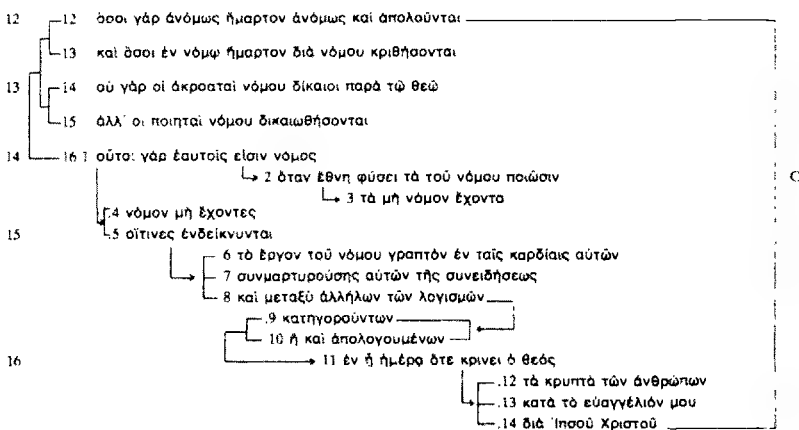 12 12 ὅσοι γὰρ ἀνόμως ἥμαρτον ἀνόμως καὶ ἀπολοῦνται
13 καὶ ὅσοι ἐν νόμῳ ἥμαρτον διὰ νόμου κριθήσονται
13 14 οὐ γὰρ οἱ ἀκροαταὶ νόμου δίκαιοι παρὰ τῷ θεῷ
15 ἀλλ᾽ οι ποιηταὶ νόμου δικαιωθήσονται
14 16 1 οὗτοι γὰρ ἑαυτοῖς εἰσιν νόμος
2 ὅταν ἔθνη φύσει τὰ τοῦ νόμου ποιῶσιν
3 τὰ μὴ νόμον ἔχοντα
C
.4 νόμον μὴ ἔχοντες
15 .5 οἵτινες ἐνδείκνυνται
6 τὸ ἔργον τοῦ νόμου γραπτὸν ἐν ταῖς καρδίαις αὐτῶν
7 συνμαρτυρούσης αὐτῶν τῆς συνειδήσεως
8 καὶ μεταξὺ ἀλλήλων τῶν λογισμῶν
.9 κατηγορούντων
10 ἢ καὶ ἀπολογουμένων
16 11 ἐν ᾗ ἡμέρᾳ ὅτε κρινει ὁ θεός
.12 τὰ κρυπτὰ τῶν ἀνθρώπων
.13 κατὰ τὸ εὐαγγέλιόν μου
.14 διὰ Ἰησοῦ Χριστοῦ